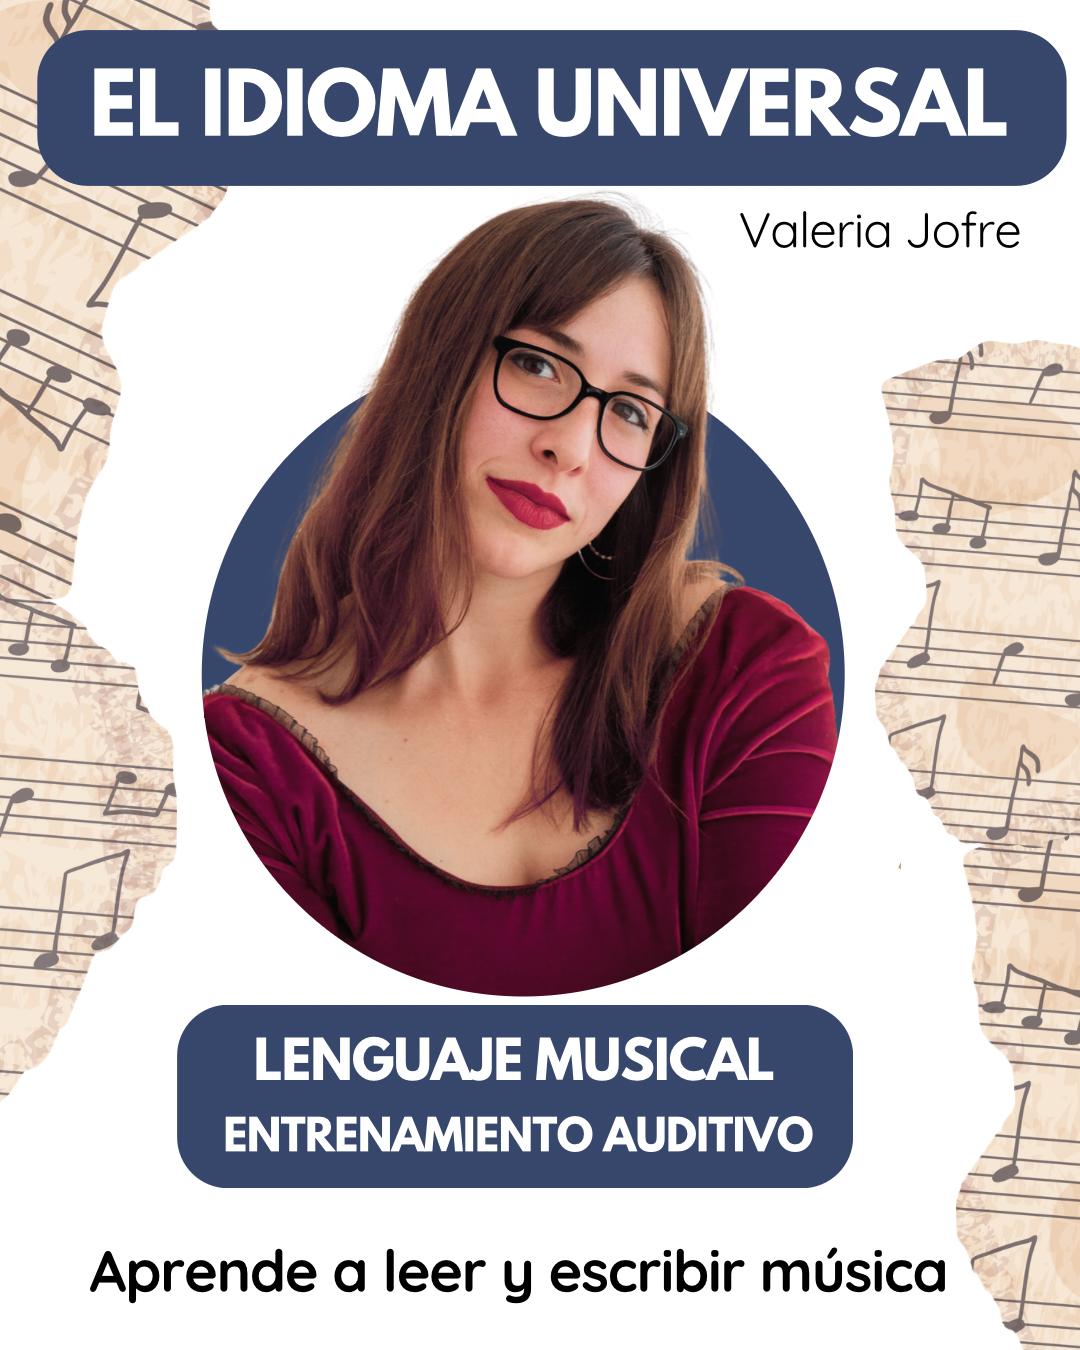 EL IDIOMA UNIVERSAL
Valeria Jofre
LENGUAJE MUSICAL
ENTRENAMIENTO AUDITIVO
Aprende a leer y escribir música